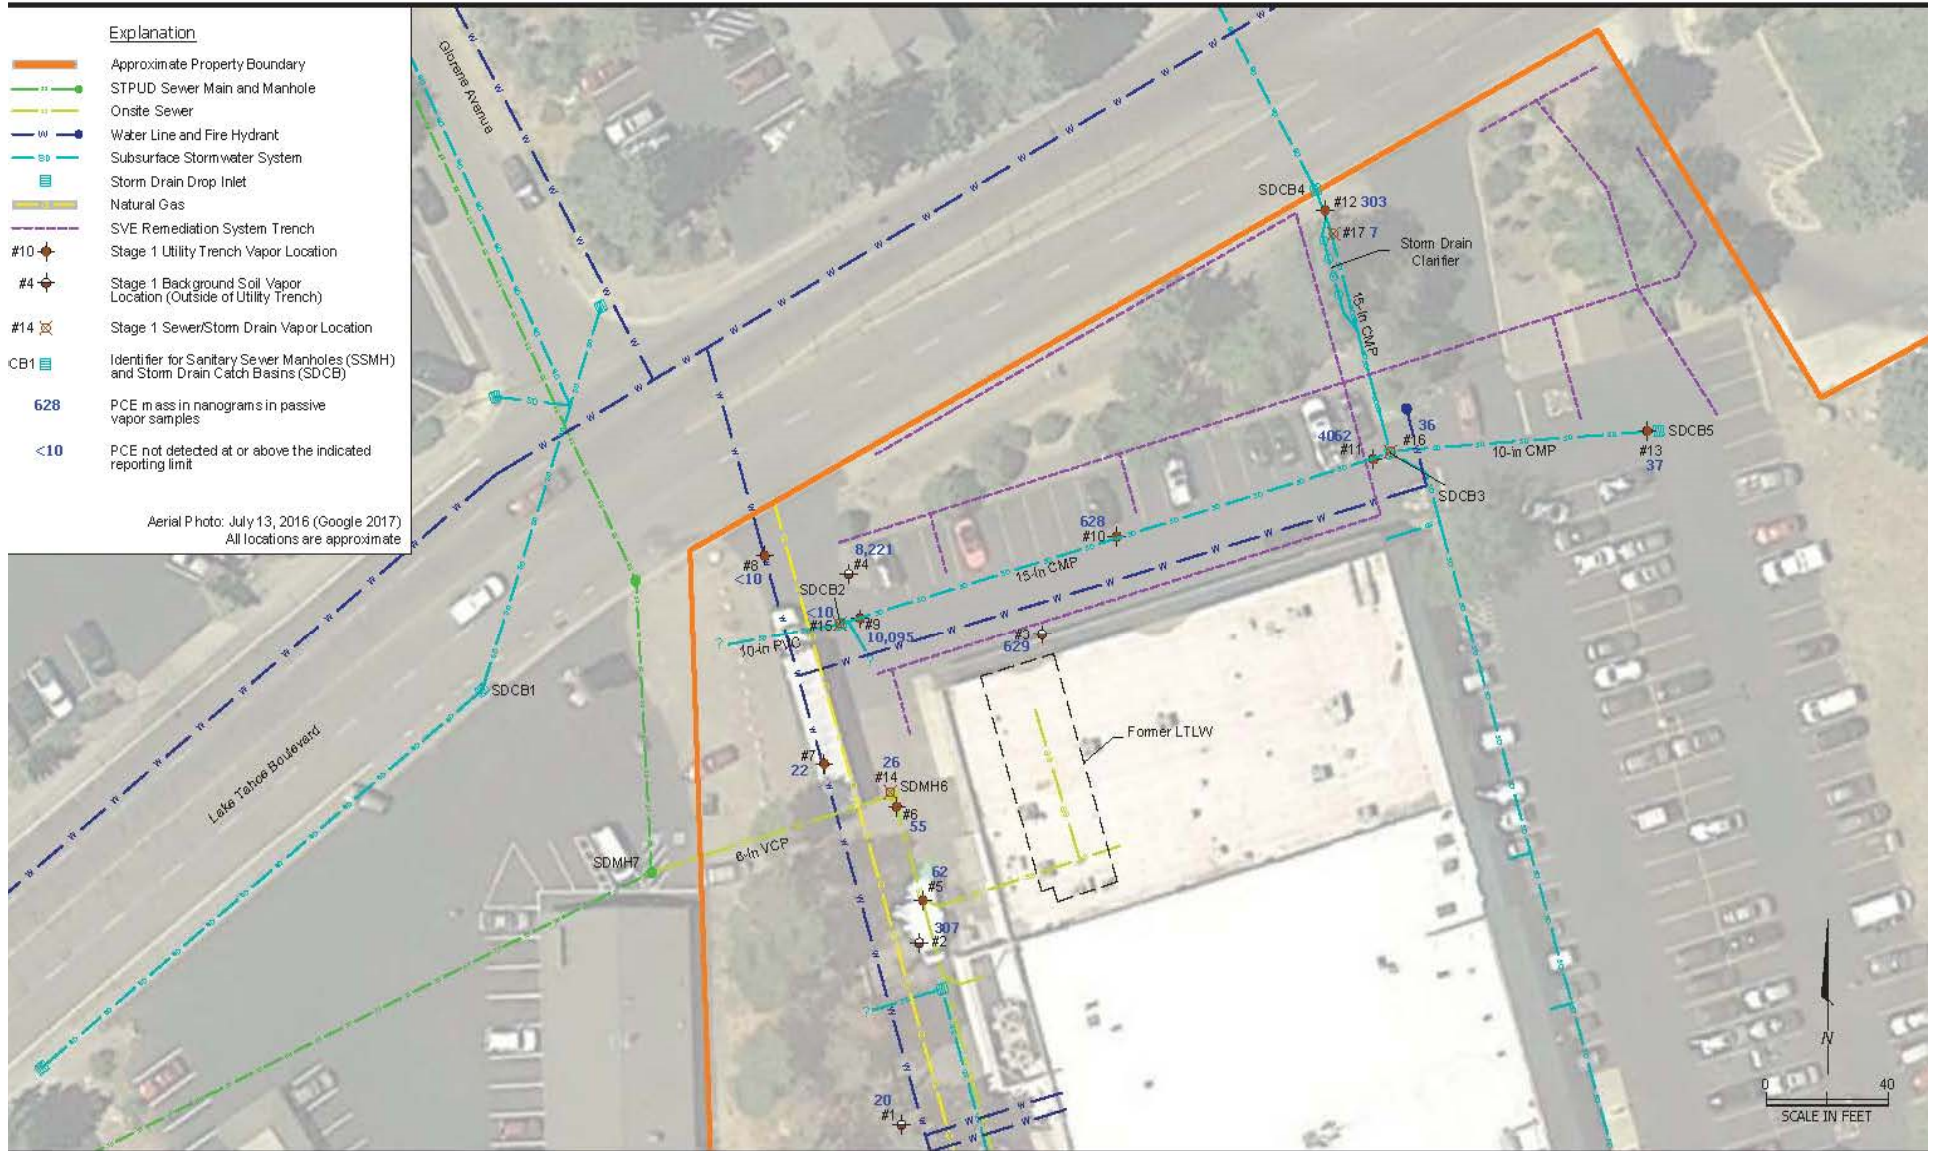 Explanation
Approximate Property Boundary
STPUD Sewer Main and Manhole
Onsite Sewer
W
Water Line and Fire Hydrant
SD
Subsurface Stormwater System
Storm Drain Drop Inlet
Natural Gas
SVE Remediation System Trench
#10
Stage 1 Utility Trench Vapor Location
#4
Stage 1 Background Soil Vapor
Location (Outside of Utility Trench)
#14
Stage 1 Sewer/Storm Drain Vapor Location
CB1
Identifier for Sanitary Sewer Manholes (SSMH)
and Storm Drain Catch Basins (SDCB)
628
PCE mass in nanograms in passive
vapor samples
<10
PCE not detected at or above the indicated
reporting limit
Aerial Photo: July 13, 2016 (Google 2017)
All locations are approximate
Glorene Avenue
SDCB4
#12 303
#17 7
Storm Drain
Clarifier
15-in CMP
36
4062
#16
#11
10-in CMP
SDCB5
#13
37
SDCB3
628
#10
8,221
#4
#8
<10
SDCB2
15-in CMP
<10
#15
#9
10,095
?
10-in PVC
?
#3
629
SDCB1
Former LTLW
Lake Tahoe Boulevard
#7
22
26
#14
SDMH6
#6
55
SDMH7
6-in VCP
62
#5
307
#2
?
20
#1
N
0 40
SCALE IN FEET